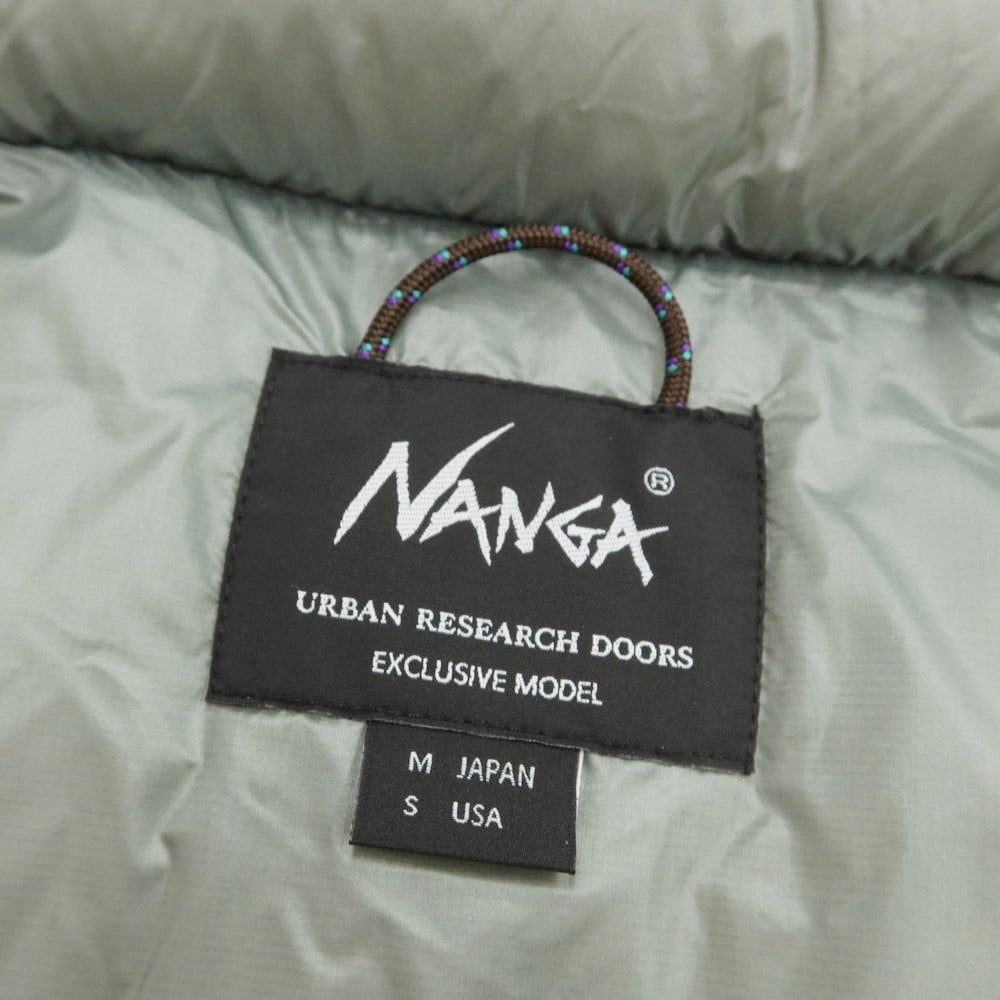 NANGA®
URBAN RESEARCH DOORS
EXCLUSIVE MODEL
M JAPAN
S USA